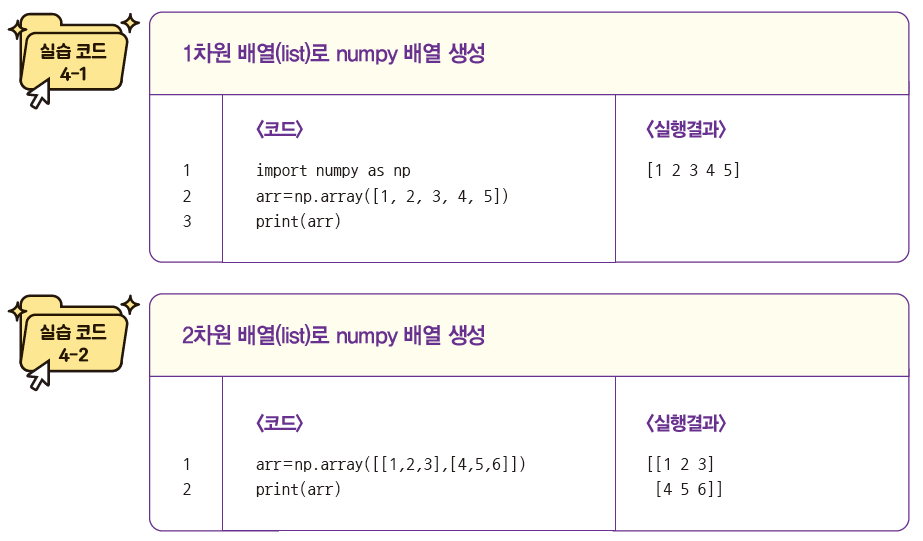 실습 코드
4-1
1차원 배열(list)로 numpy 배열 생성
〈코드〉
〈실행결과〉
1 import numpy as np [1 2 3 4 5]
2 arr=np.array([1, 2, 3, 4, 5])
3 print(arr)
실습 코드
4-2
2차원 배열(list)로 numpy 배열 생성
〈코드〉
〈실행결과〉
1 arr=np.array([[1,2,3],[4,5,6]]) [[1 2 3]
2 print(arr) [4 5 6]]